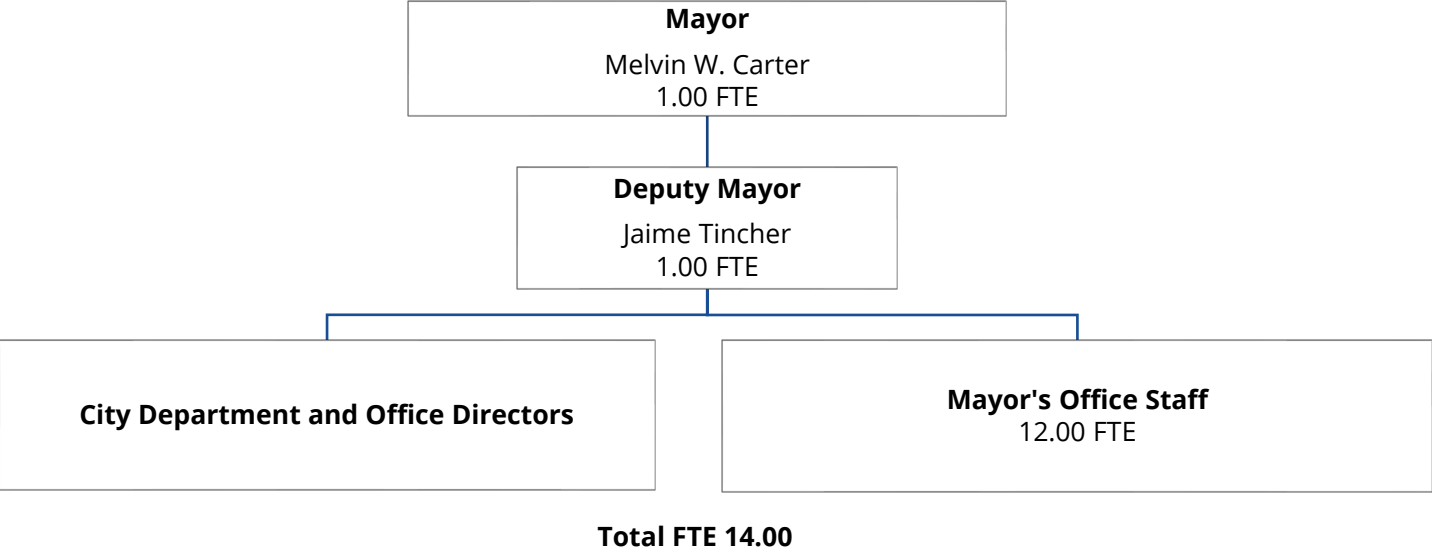 Mayor
Melvin W. Carter
1.00 FTE
Deputy Mayor
Jaime Tincher
1.00 FTE
City Department and Office Directors
Mayor's Office Staff
12.00 FTE
Total FTE 14.00